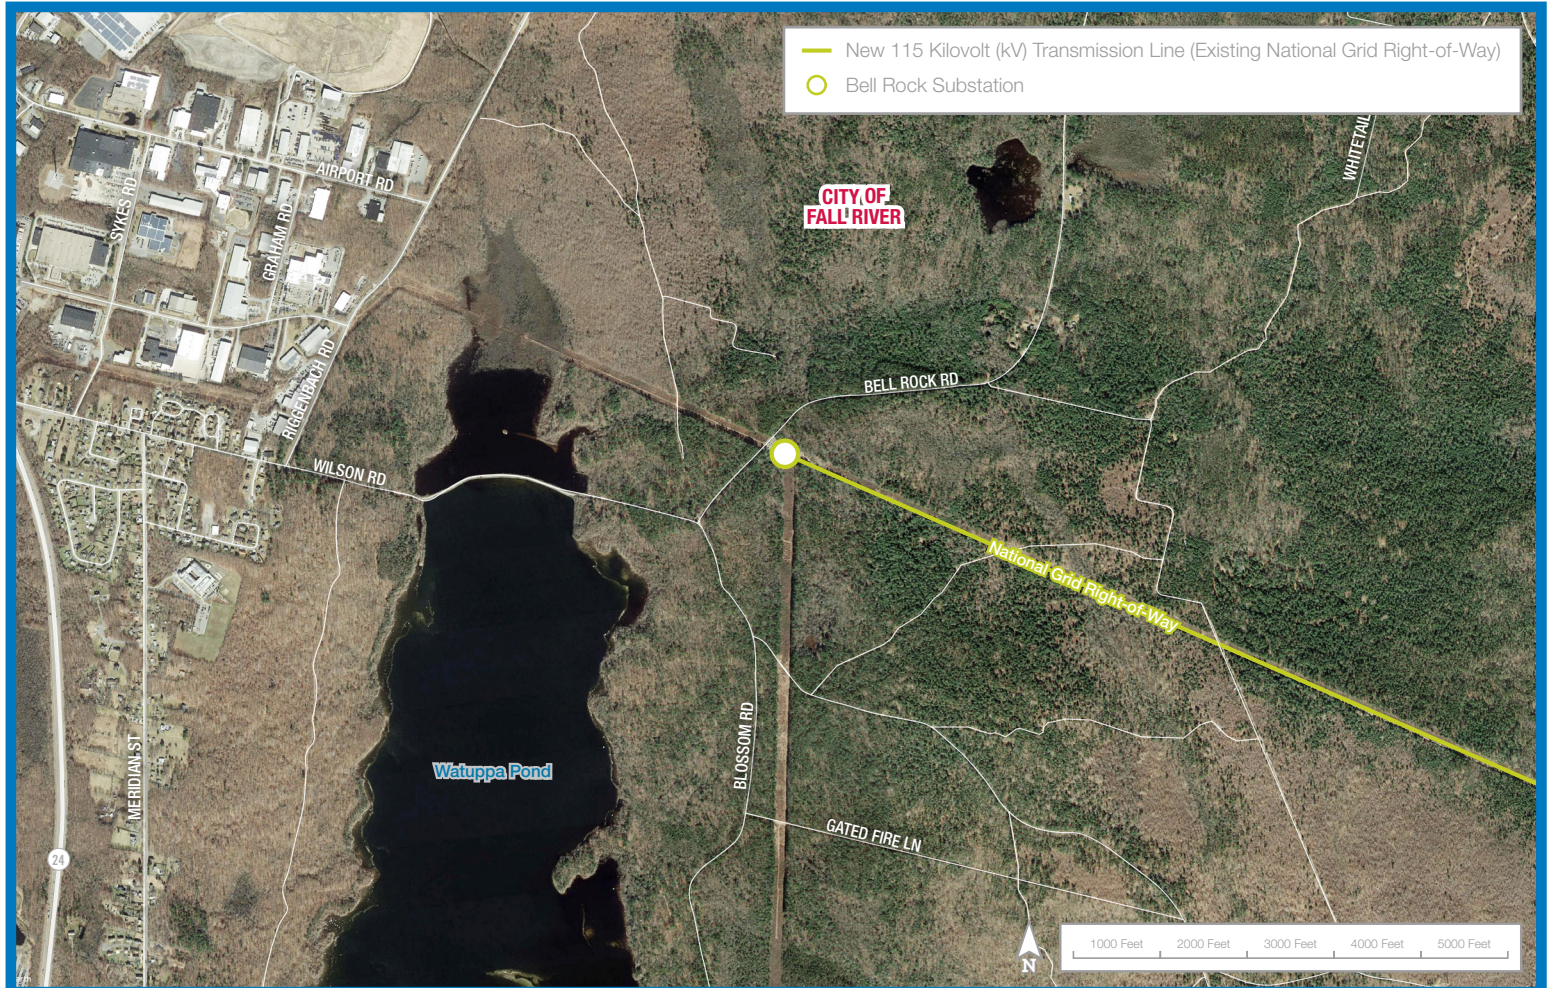 New 115 Kilovolt (kV) Transmission Line (Existing National Grid Right-of-Way)
Bell Rock Substation
WHITETAIL
CITY OF
FALL RIVER
AIRPORT RD
SYKES RD
GRAHAM RD
RIGGENBACH RD
BELL ROCK RD
WILSON RD
National Grid Right-of-Way
MERIDIAN ST
BLOSSOM RD
Watuppa Pond
GATED FIRE LN
24
N
1000 Feet
2000 Feet
3000 Feet
4000 Feet
5000 Feet